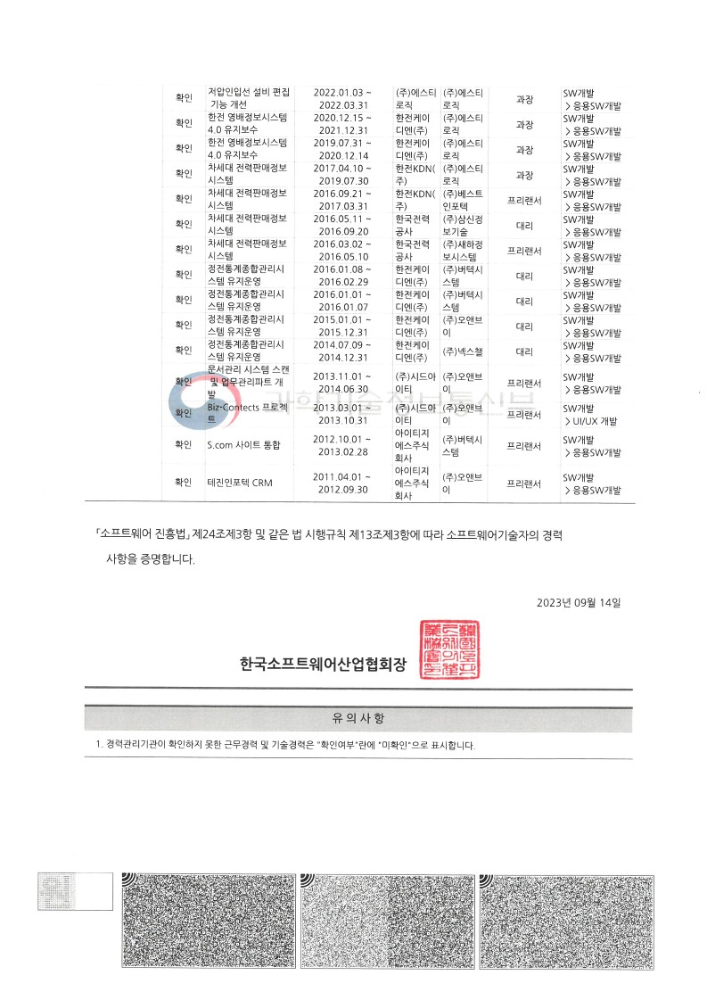 확인 저압인입선 설비 편집 기능 개선 2022.01.03 ~ 2022.03.31 (주)에스티로직 (주)에스티로직 과장 SW개발 > 응용SW개발
확인 한전 영배정보시스템 4.0 유지보수 2020.12.15 ~ 2021.12.31 한전케이디엔(주) (주)에스티로직 과장 SW개발 > 응용SW개발
확인 한전 영배정보시스템 4.0 유지보수 2019.07.31 ~ 2020.12.14 한전케이디엔(주) (주)에스티로직 과장 SW개발 > 응용SW개발
확인 차세대 전력판매정보시스템 2017.04.10 ~ 2019.07.30 한전KDN(주) (주)에스티로직 과장 SW개발 > 응용SW개발
확인 차세대 전력판매정보시스템 2016.09.21 ~ 2017.03.31 한전KDN(주) (주)베스트인포텍 프리랜서 SW개발 > 응용SW개발
확인 차세대 전력판매정보시스템 2016.05.11 ~ 2016.09.20 한국전력공사 (주)삼신정보기술 대리 SW개발 > 응용SW개발
확인 차세대 전력판매정보시스템 2016.03.02 ~ 2016.05.10 한국전력공사 (주)새하정보시스템 프리랜서 SW개발 > 응용SW개발
확인 정전통계종합관리시스템 유지운영 2016.01.08 ~ 2016.02.29 한전케이디엔(주) (주)버텍시스템 대리 SW개발 > 응용SW개발
확인 정전통계종합관리시스템 유지운영 2016.01.01 ~ 2016.01.07 한전케이디엔(주) (주)버텍시스템 대리 SW개발 > 응용SW개발
확인 정전통계종합관리시스템 유지운영 2015.01.01 ~ 2015.12.31 한전케이디엔(주) (주)오앤브이 대리 SW개발 > 응용SW개발
확인 정전통계종합관리시스템 유지운영 2014.07.09 ~ 2014.12.31 한전케이디엔(주) (주)넥스챌 대리 SW개발 > 응용SW개발
확인 문서관리 시스템 스캔 및 업무관리파트 개발 2013.11.01 ~ 2014.06.30 (주)시드아이티 (주)오앤브이 프리랜서 SW개발 > 응용SW개발
과학기술정보통신부
확인 Biz-Contects 프로젝트 2013.03.01 ~ 2013.10.31 (주)시드아이티 (주)오앤브이 프리랜서 SW개발 > UI/UX 개발
확인 S.com 사이트 통합 2012.10.01 ~ 2013.02.28 아이티지에스주식회사 (주)버텍시스템 프리랜서 SW개발 > 응용SW개발
확인 테진인포텍 CRM 2011.04.01 ~ 2012.09.30 아이티지에스주식회사 (주)오앤브이 프리랜서 SW개발 > 응용SW개발
「소프트웨어 진흥법」 제24조제3항 및 같은 법 시행규칙 제13조제3항에 따라 소프트웨어기술자의 경력
사항을 증명합니다.
2023년 09월 14일
한국소프트웨어산업협회장
유의사항
1. 경력관리기관이 확인하지 못한 근무경력 및 기술경력은 "확인여부"란에 "미확인"으로 표시합니다.